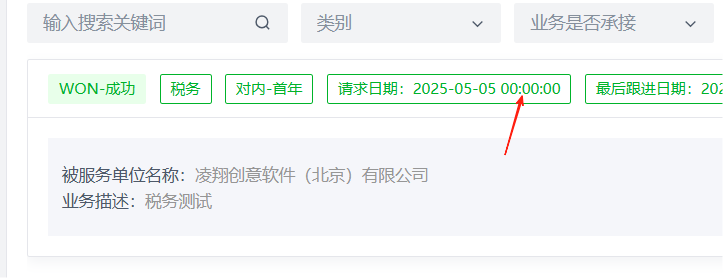 输入搜索关键词 类别 业务是否承接
WON-成功 税务 对内-首年 请求日期：2025-05-05 00:00:00 最后跟进日期：202
被服务单位名称：凌翔创意软件（北京）有限公司
业务描述：税务测试